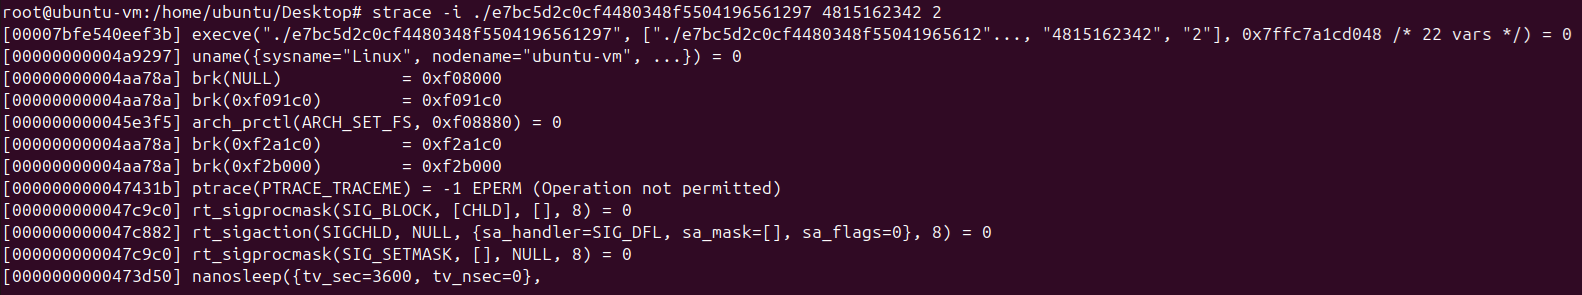 root@ubuntu-vm:/home/ubuntu/Desktop# strace -i ./e7bc5d2c0cf4480348f5504196561297 4815162342 2
[00007bfe540eef3b] execve("./e7bc5d2c0cf4480348f5504196561297", ["./e7bc5d2c0cf4480348f55041965612"..., "4815162342", "2"], 0x7ffc7a1cd048 /* 22 vars */) = 0
[00000000004a9297] uname({sysname="Linux", nodename="ubuntu-vm", ...}) = 0
[00000000004aa78a] brk(NULL)            = 0xf08000
[00000000004aa78a] brk(0xf091c0)        = 0xf091c0
[000000000045e3f5] arch_prctl(ARCH_SET_FS, 0xf08880) = 0
[00000000004aa78a] brk(0xf2a1c0)        = 0xf2a1c0
[00000000004aa78a] brk(0xf2b000)        = 0xf2b000
[000000000047431b] ptrace(PTRACE_TRACEME) = -1 EPERM (Operation not permitted)
[000000000047c9c0] rt_sigprocmask(SIG_BLOCK, [CHLD], [], 8) = 0
[000000000047c882] rt_sigaction(SIGCHLD, NULL, {sa_handler=SIG_DFL, sa_mask=[], sa_flags=0}, 8) = 0
[000000000047c9c0] rt_sigprocmask(SIG_SETMASK, [], NULL, 8) = 0
[0000000000473d50] nanosleep({tv_sec=3600, tv_nsec=0},